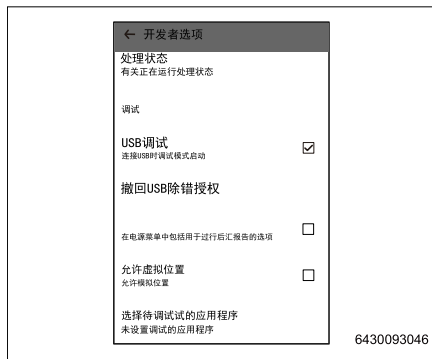 ← 开发者选项
处理状态
有关正在运行处理状态
调试
USB调试
连接USB时调试模式启动
撤回USB除错授权
在电源菜单中包括用于过行后汇报告的选项
允许虚拟位置
允许模拟位置
选择待调试试的应用程序
未设置调试的应用程序
6430093046